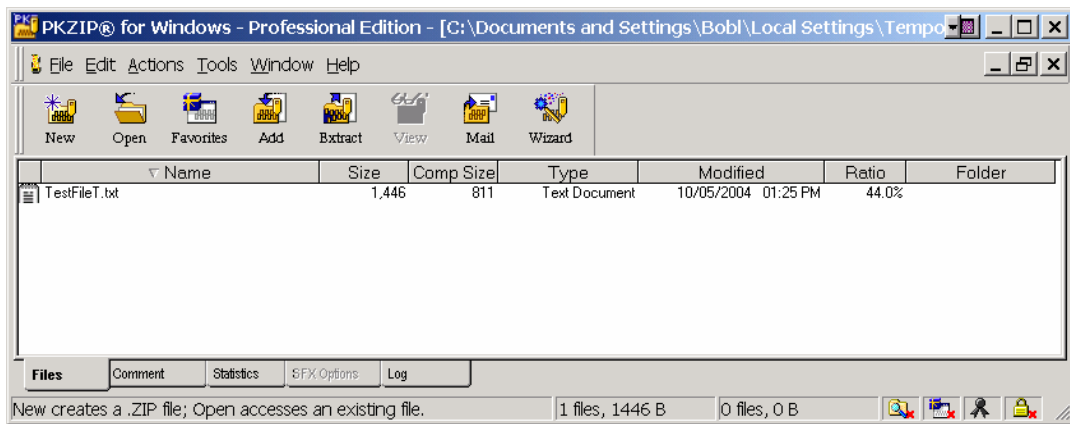 PKZIP® for Windows - Professional Edition - [C:\Documents and Settings\Bobl\Local Settings\Tempo
File Edit Actions Tools Window Help
New Open Favorites Add Extract View Mail Wizard
Name Size Comp Size Type Modified Ratio Folder
TestFileT.txt 1,446 811 Text Document 10/05/2004 01:25 PM 44.0%
Files Comment Statistics SFX Options Log
New creates a .ZIP file; Open accesses an existing file. 1 files, 1446 B 0 files, 0 B